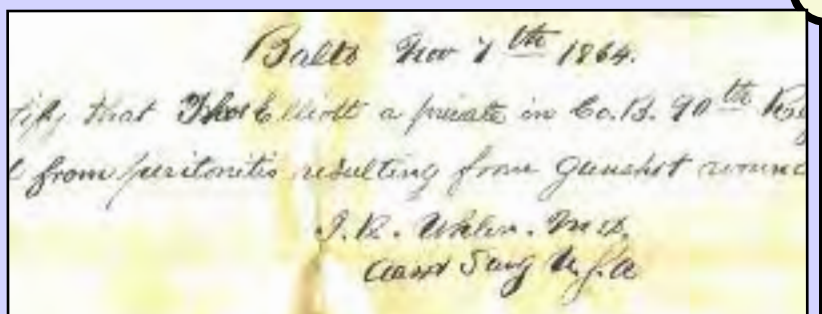 Balto Nov 7th 1864.
tify that Thos Elliott a private in Co. B. 90th Reg
from peritonitis resulting from gunshot wound
J. R. M.D.
Asst Surg U.S.A